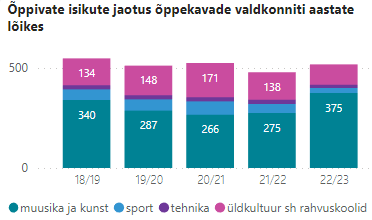 Õppivate isikute jaotus õppekavade valdkonniti aastate
lõikes
500
0
134 148 171 138
340 287 266 275 375
18/19 19/20 20/21 21/22 22/23
muusika ja kunst sport tehnika üldkultuur sh rahvuskoolid